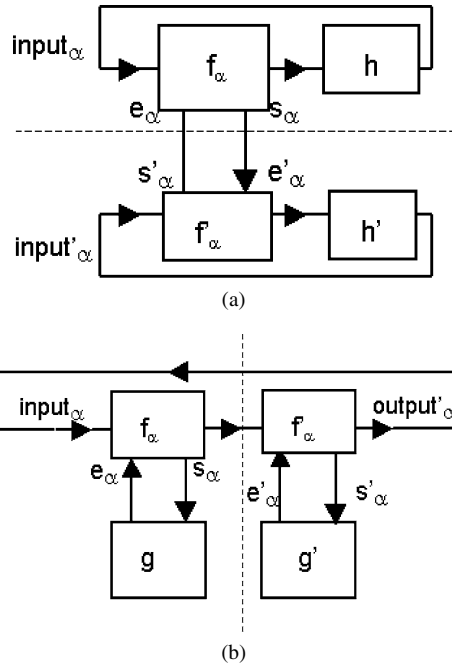 input_α
f_α
h
e_α
s_α
s'_α
e'_α
f'_α
h'
input'_α
(a)
input_α
f_α
f'_α
output'_α
e_α
s_α
e'_α
s'_α
g
g'
(b)